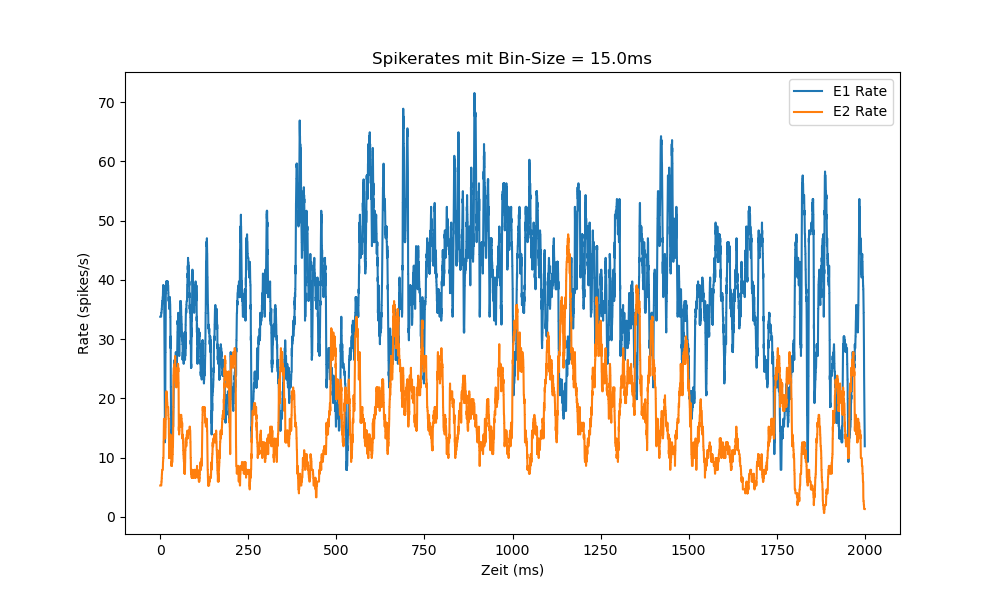 Spikerates mit Bin-Size = 15.0ms
E1 Rate
E2 Rate
Rate (spikes/s)
70
60
50
40
30
20
10
0
0 250 500 750 1000 1250 1500 1750 2000
Zeit (ms)